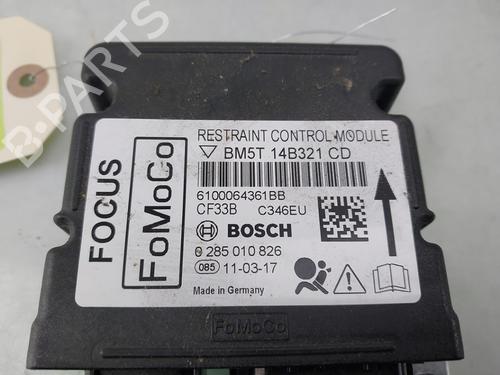 FOCUS
FoMoCo
RESTRAINT CONTROL MODULE
BM5T 14B321 CD
6100064361BB
CF33B C346EU
BOSCH
0 285 010 826
085 11-03-17
Made in Germany
FoMoCo
B-PARTS